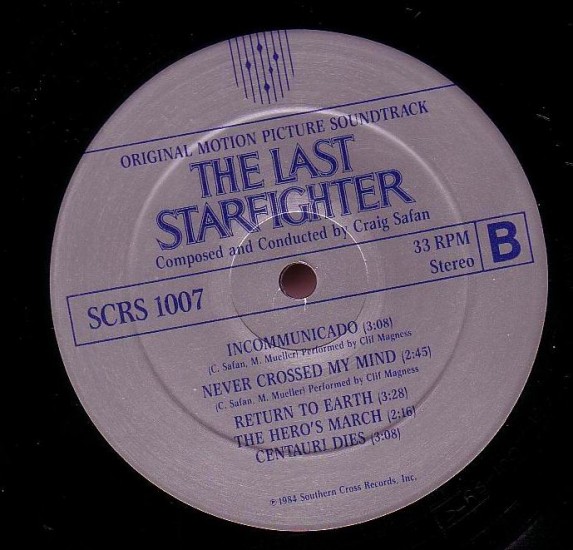 ORIGINAL MOTION PICTURE SOUNDTRACK
THE LAST
STARFIGHTER
Composed and Conducted by Craig Safan
33 RPM
Stereo
B
SCRS 1007
INCOMMUNICADO (3:08)
(C. Safan, M. Mueller) Performed by Clif Magness
NEVER CROSSED MY MIND (2:45)
(C. Safan, M. Mueller) Performed by Clif Magness
RETURN TO EARTH (3:28)
THE HERO'S MARCH (2:16)
CENTAURI DIES (3:08)
℗1984 Southern Cross Records, Inc.